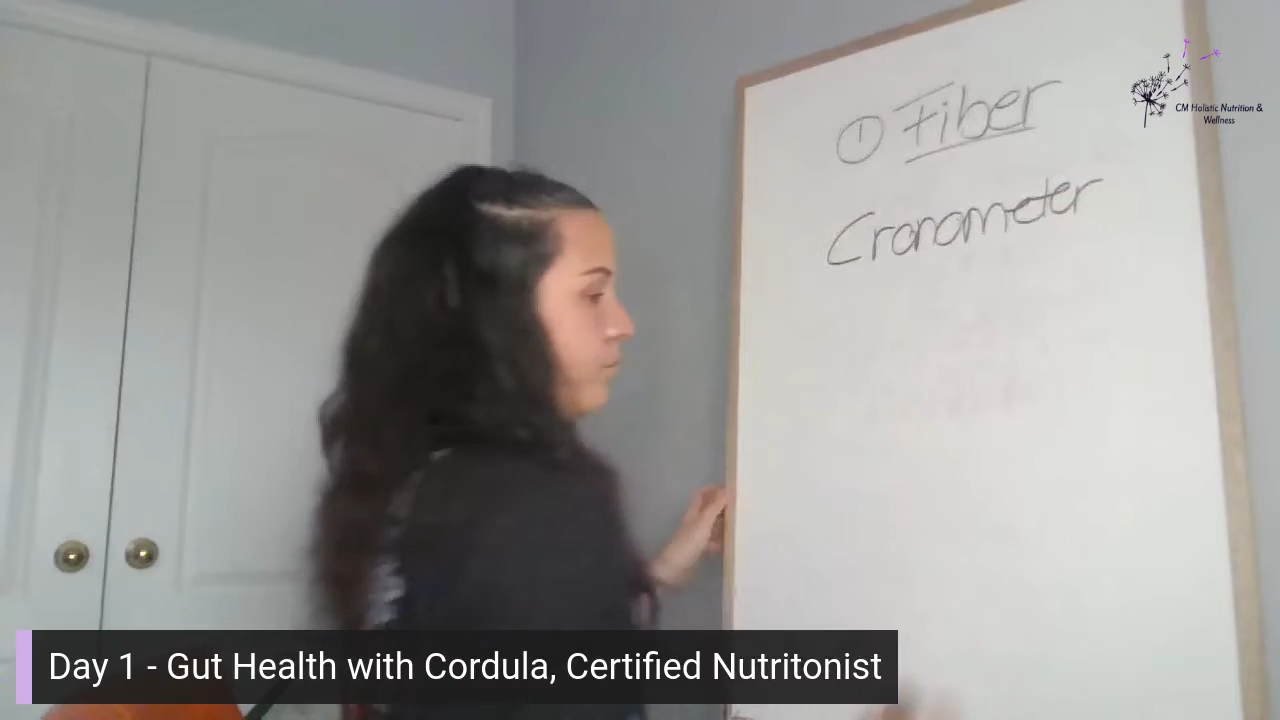 ① Fiber
Cronometer
CM Holistic Nutrition &
Wellness
Day 1 - Gut Health with Cordula, Certified Nutritonist